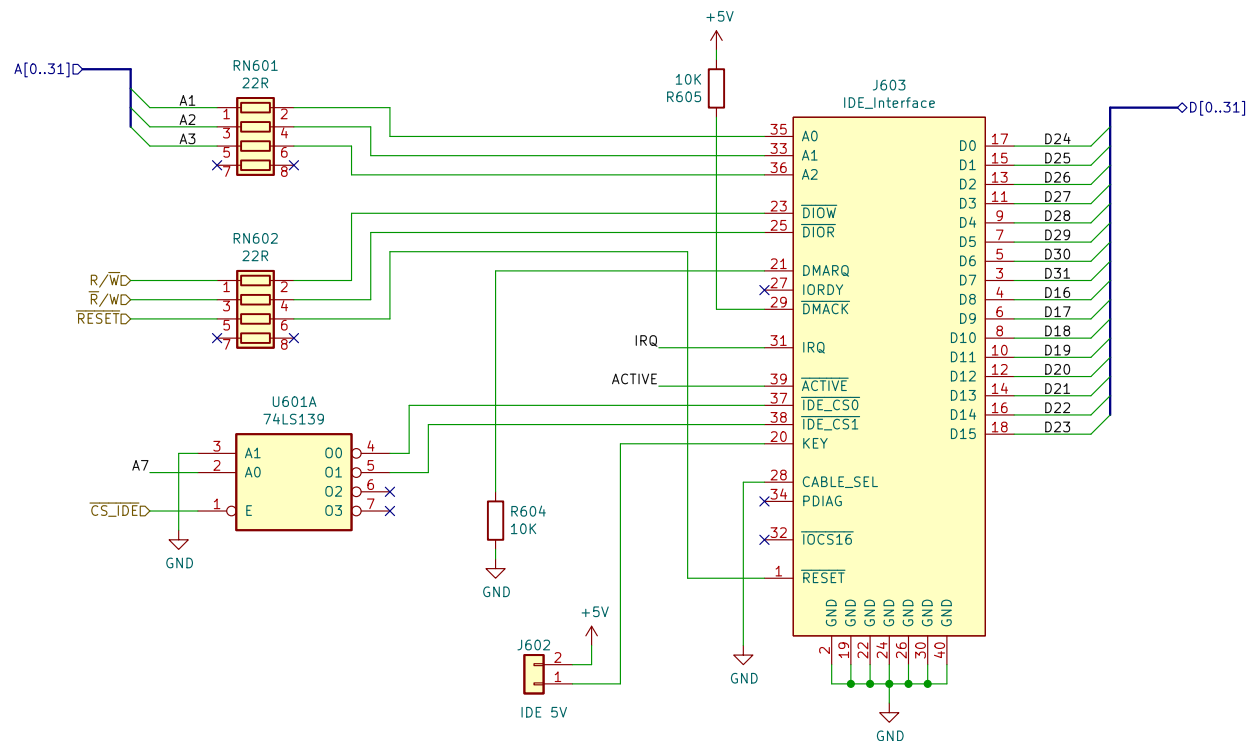 +5V
A[0..31]
RN601
22R
10K
R605
J603
IDE_Interface
D[0..31]
A1
A2
A3
1
3
5
7
2
4
6
8
35 A0
33 A1
36 A2
23 DIOW
25 DIOR
21 DMARQ
27 IORDY
29 DMACK
IRQ 31 IRQ
ACTIVE 39 ACTIVE
37 IDE_CS0
38 IDE_CS1
20 KEY
28 CABLE_SEL
34 PDIAG
32 IOCS16
1 RESET
D0 17 D24
D1 15 D25
D2 13 D26
D3 11 D27
D4 9 D28
D5 7 D29
D6 5 D30
D7 3 D31
D8 4 D16
D9 6 D17
D10 8 D18
D11 10 D19
D12 12 D20
D13 14 D21
D14 16 D22
D15 18 D23
RN602
22R
R/W
R/W
RESET
1
3
5
7
2
4
6
8
U601A
74LS139
A7
CS_IDE
3 A1
2 A0
1 E
O0 4
O1 5
O2 6
O3 7
GND
R604
10K
GND
+5V
J602
2
1
IDE 5V
GND
GND GND GND GND GND GND GND
2 19 22 24 26 30 40
GND